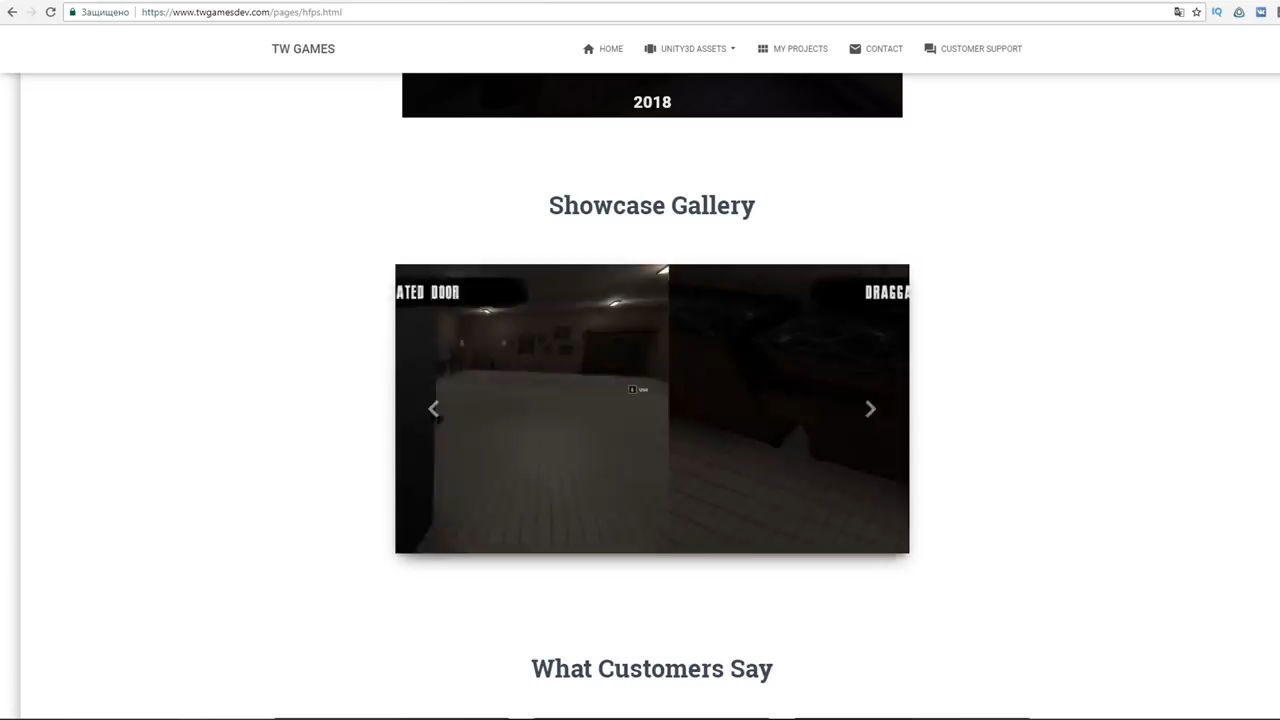 Защищено https://www.twgamesdev.com/pages/hfps.html
TW GAMES HOME UNITY3D ASSETS MY PROJECTS CONTACT CUSTOMER SUPPORT
2018
Showcase Gallery
ATED DOOR DRAGGA
E Use
What Customers Say